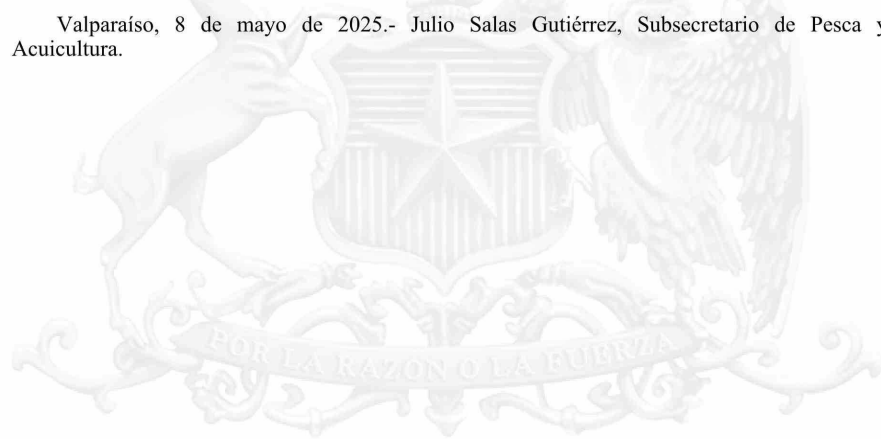 Valparaíso, 8 de mayo de 2025.- Julio Salas Gutiérrez, Subsecretario de Pesca y
Acuicultura.
POR LA RAZON O LA FUERZA